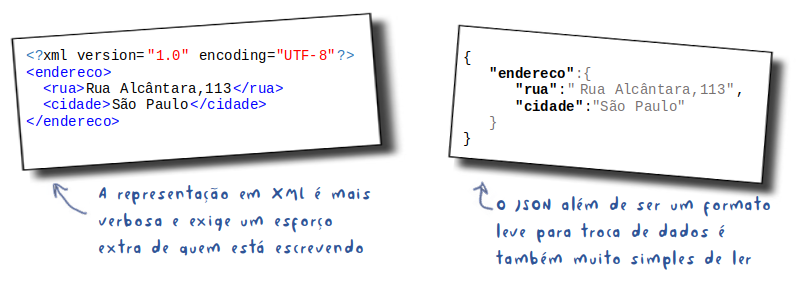 <?xml version="1.0" encoding="UTF-8"?>
<endereco>
<rua>Rua Alcântara,113</rua>
<cidade>São Paulo</cidade>
</endereco>
A representação em XML é mais
verbosa e exige um esforço
extra de quem está escrevendo
{
"endereco":{
"rua":" Rua Alcântara,113",
"cidade":"São Paulo"
}
}
O JSON além de ser um formato
leve para troca de dados é
também muito simples de ler